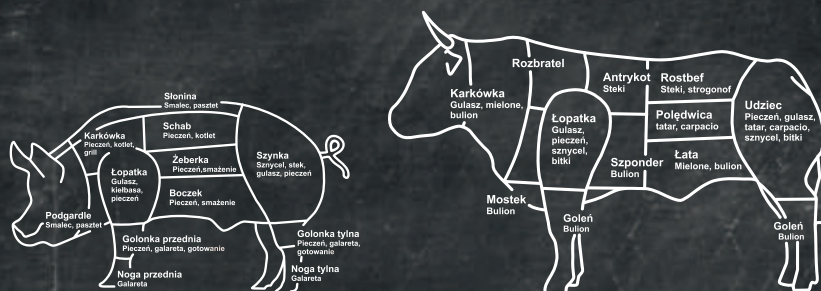 Słonina
Smalec, pasztet
Karkówka
Pieczeń, kotlet,
grill
Schab
Pieczeń, kotlet
Żeberka
Pieczeń,smażenie
Łopatka
Gulasz,
kiełbasa,
pieczeń
Boczek
Pieczeń, smażenie
Szynka
Sznycel, stek,
gulasz, pieczeń
Podgardle
Smalec, pasztet
Golonka przednia
Pieczeń, galareta, gotowanie
Noga przednia
Galareta
Golonka tylna
Pieczeń, galareta,
gotowanie
Noga tylna
Galareta
Karkówka
Gulasz, mielone,
bulion
Rozbratel
Antrykot
Steki
Rostbef
Steki, strogonof
Łopatka
Gulasz,
pieczeń,
sznycel,
bitki
Polędwica
tatar, carpacio
Udziec
Pieczeń, gulasz,
tatar, carpacio,
sznycel, bitki
Szponder
Bulion
Łata
Mielone, bulion
Mostek
Bulion
Goleń
Bulion
Goleń
Bulion